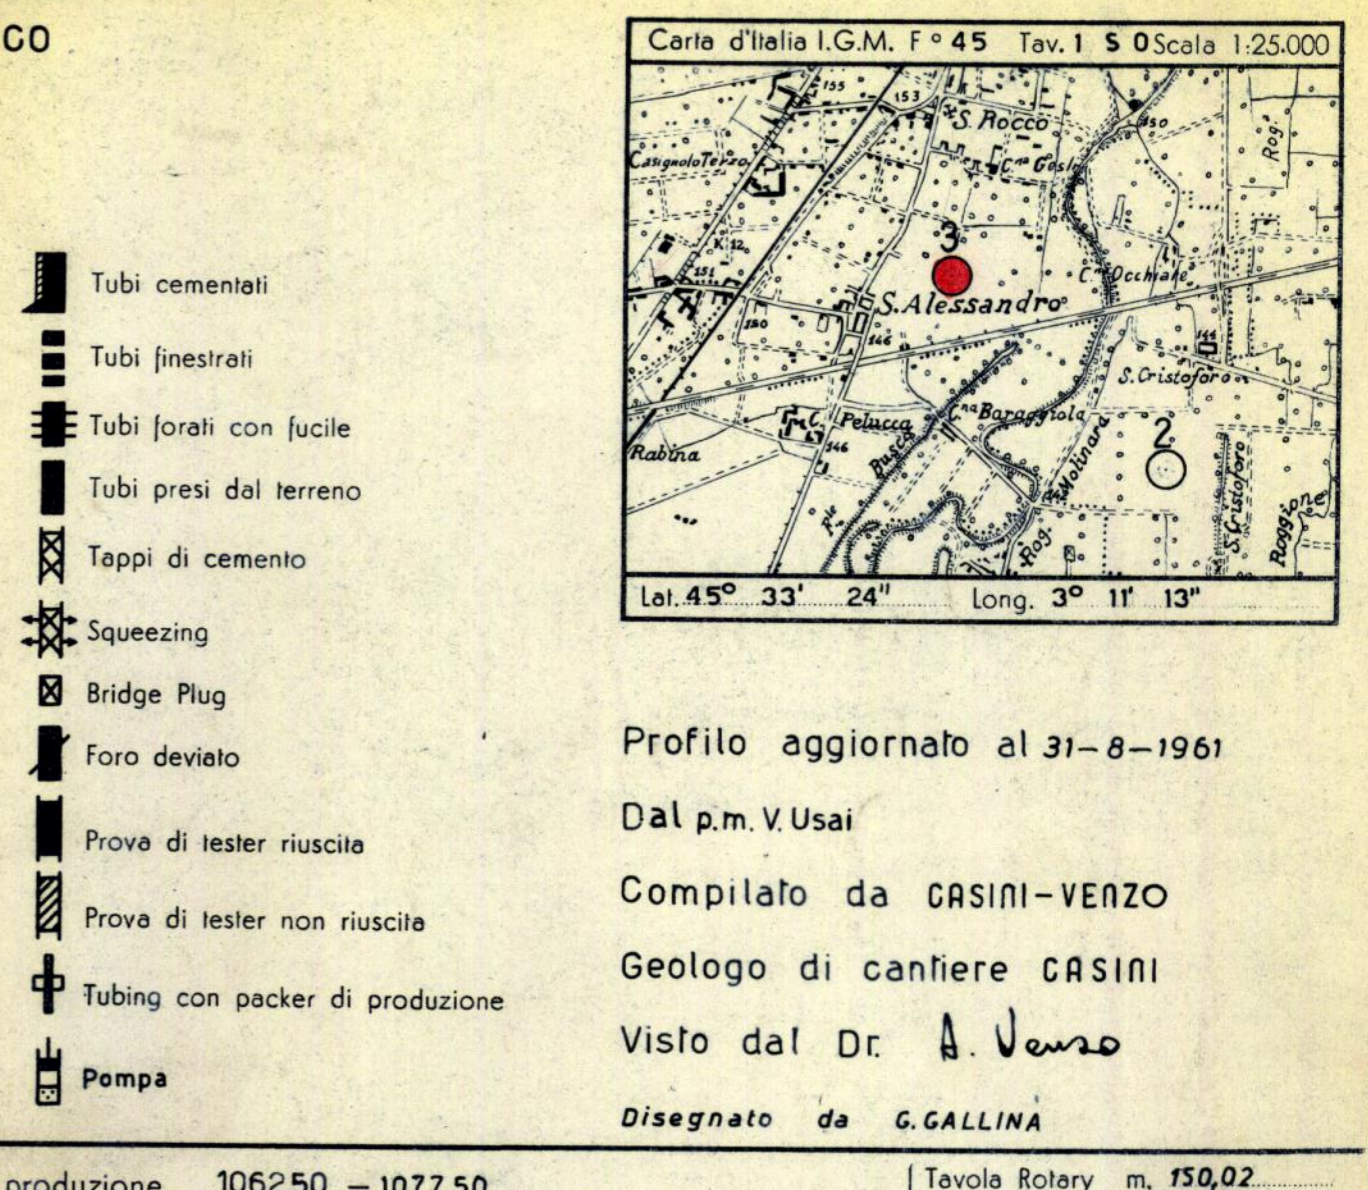 CO
Carta d'Italia I.G.M. F° 45 Tav. 1 S O Scala 1:25.000
155
153
S. Rocco
150
Rog.ª
Casignolo Terzo
C.na Gesle
K 12
3
151
C.na Occhiate
S. Alessandro
150
146
144
S. Cristoforo
C.na Baraggiola
C. Pelucca
2
Rabina
146
Busca
Molinara
S. Cristoforo
F.le
Rog.
Roggione
Lat. 45° 33' 24" Long. 3° 11' 13"
Tubi cementati
Tubi finestrati
Tubi forati con fucile
Tubi presi dal terreno
Tappi di cemento
Squeezing
Bridge Plug
Foro deviato
Prova di tester riuscita
Prova di tester non riuscita
Tubing con packer di produzione
Pompa
Profilo aggiornato al 31-8-1961
Dal p.m. V. Usai
Compilato da CASINI-VENZO
Geologo di cantiere CASINI
Visto dal Dr. A. Venzo
Disegnato da G. GALLINA
produzione 1062,50 - 1077,50
Tavola Rotary m. 150,02